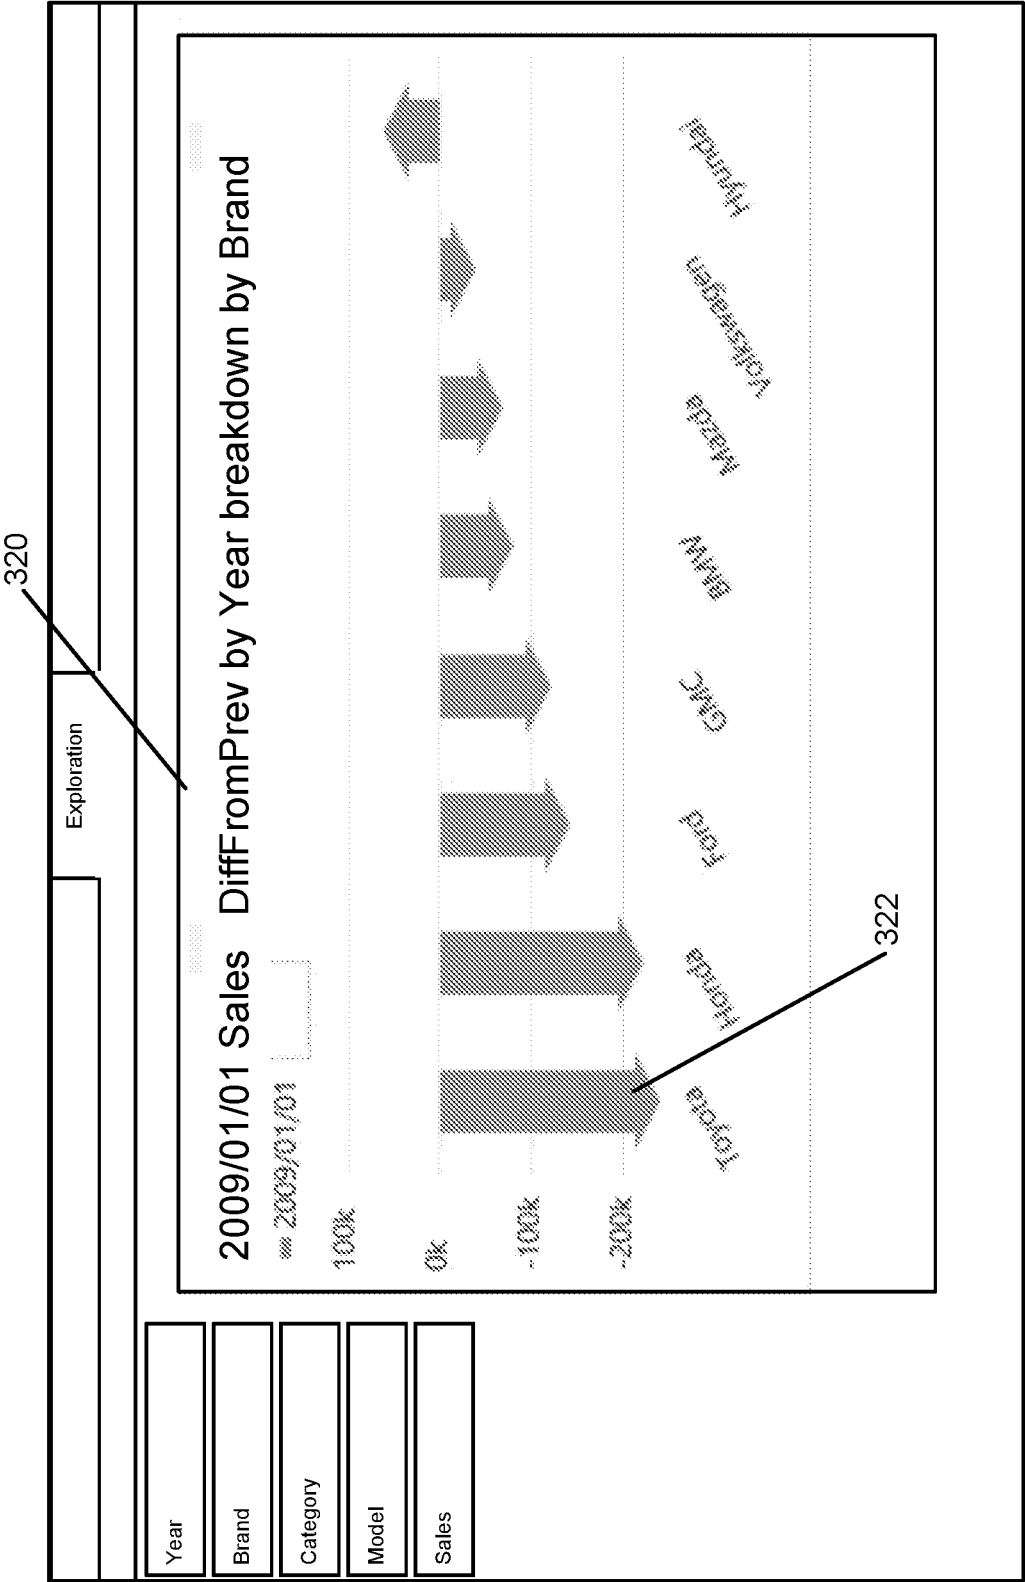 320
Exploration
Year
Brand
Category
Model
Sales
2009/01/01 Sales DiffFromPrev by Year breakdown by Brand
2009/01/01
100k
0k
-100k
-200k
Toyota
Honda
Ford
GMC
BMW
Mazda
Volkswagen
Hyundai
322